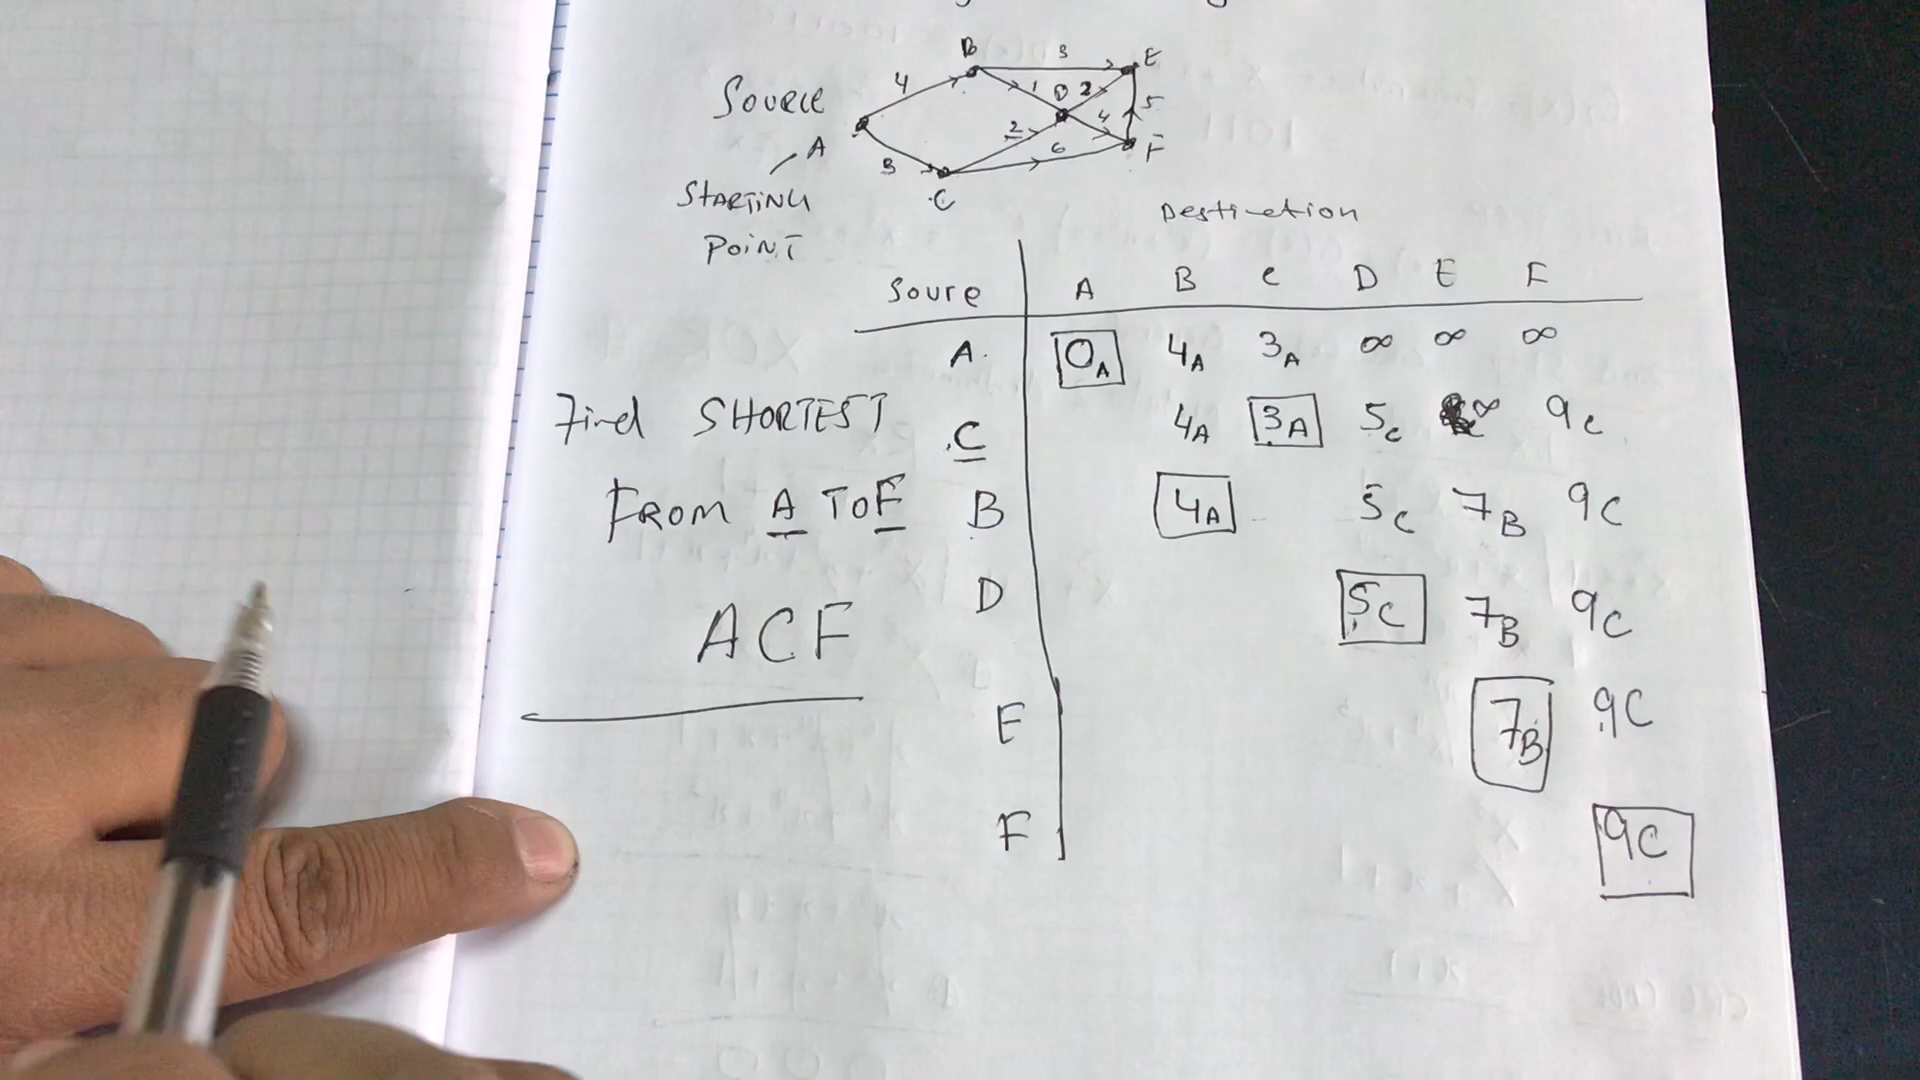 B 3 E
4 1 D 2
SOURCE 5
A 2 4 F
3 6
STARTING C
POINT
Destination
Soure A B C D E F
A. 0A 4A 3A ∞ ∞ ∞
Find SHORTEST C 4A 3A 5C ∞ 9C
FROM A TO F B 4A 5C 7B 9C
ACF D 5C 7B 9C
E 7B 9C
F 9C